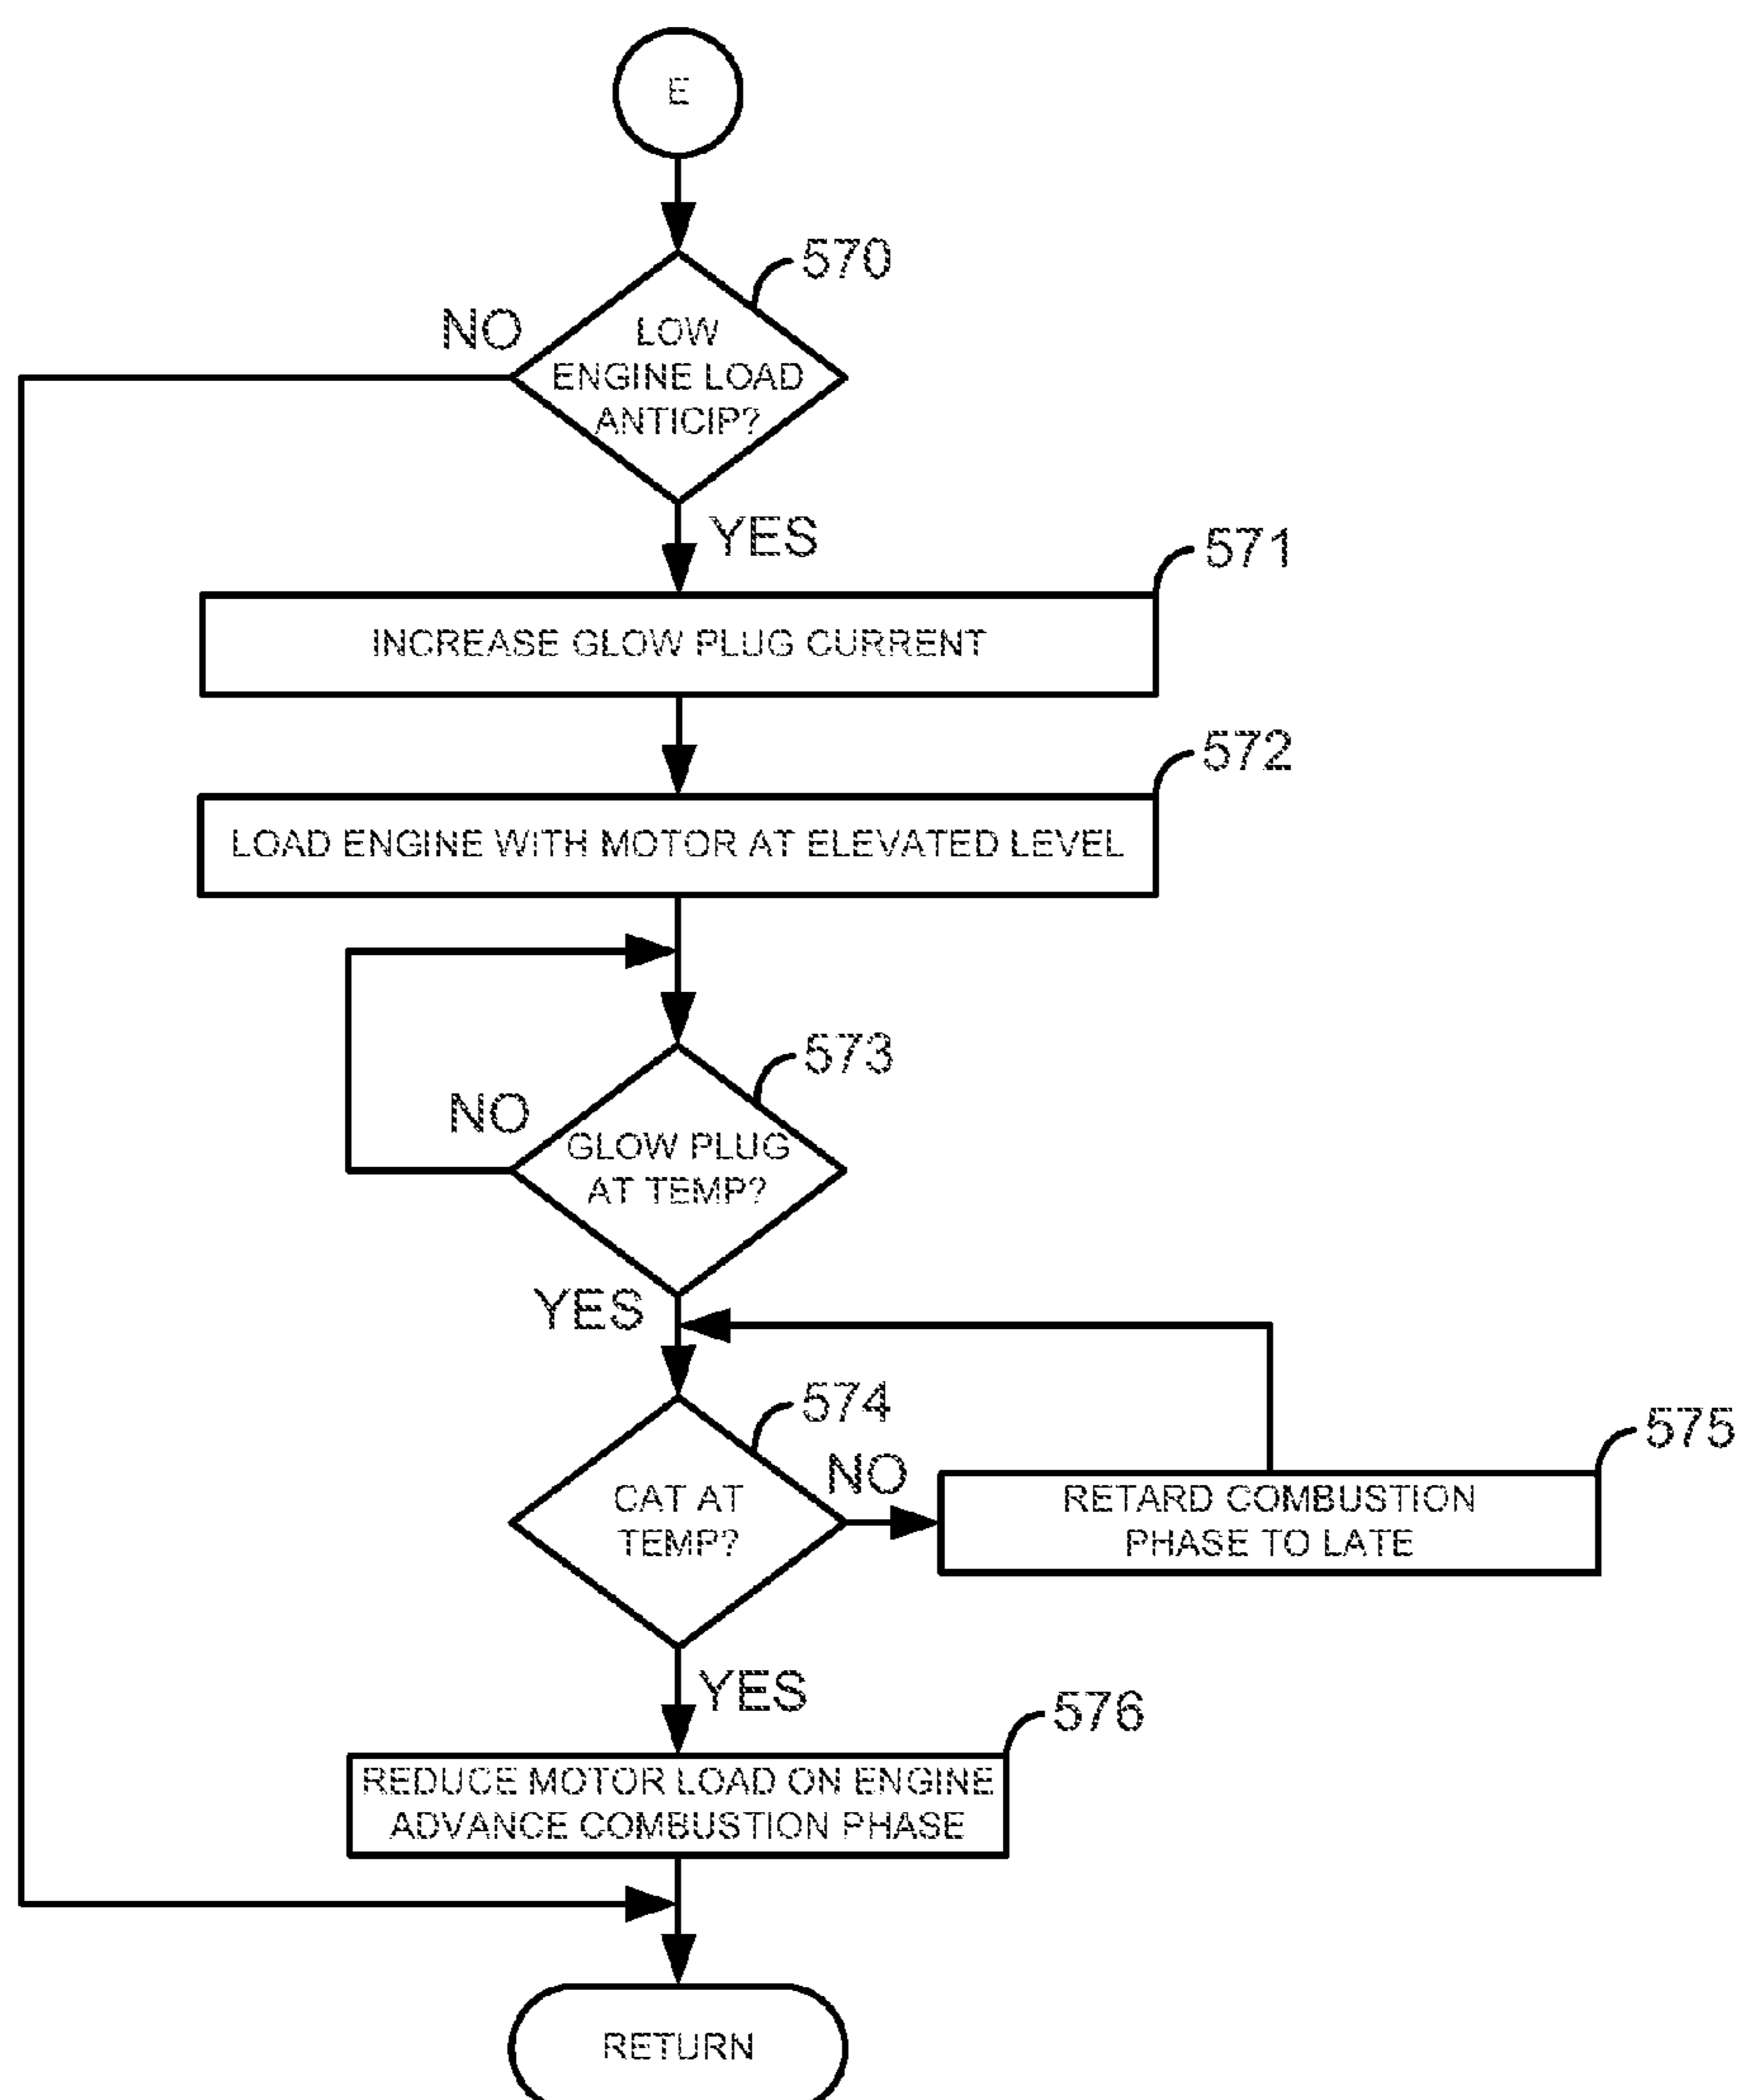 E
570
NO
LOW
ENGINE LOAD
ANTICIP?
YES
571
INCREASE GLOW PLUG CURRENT
572
LOAD ENGINE WITH MOTOR AT ELEVATED LEVEL
573
NO
GLOW PLUG
AT TEMP?
YES
574
CAT AT
TEMP?
NO
575
RETARD COMBUSTION
PHASE TO LATE
YES
576
REDUCE MOTOR LOAD ON ENGINE
ADVANCE COMBUSTION PHASE
RETURN